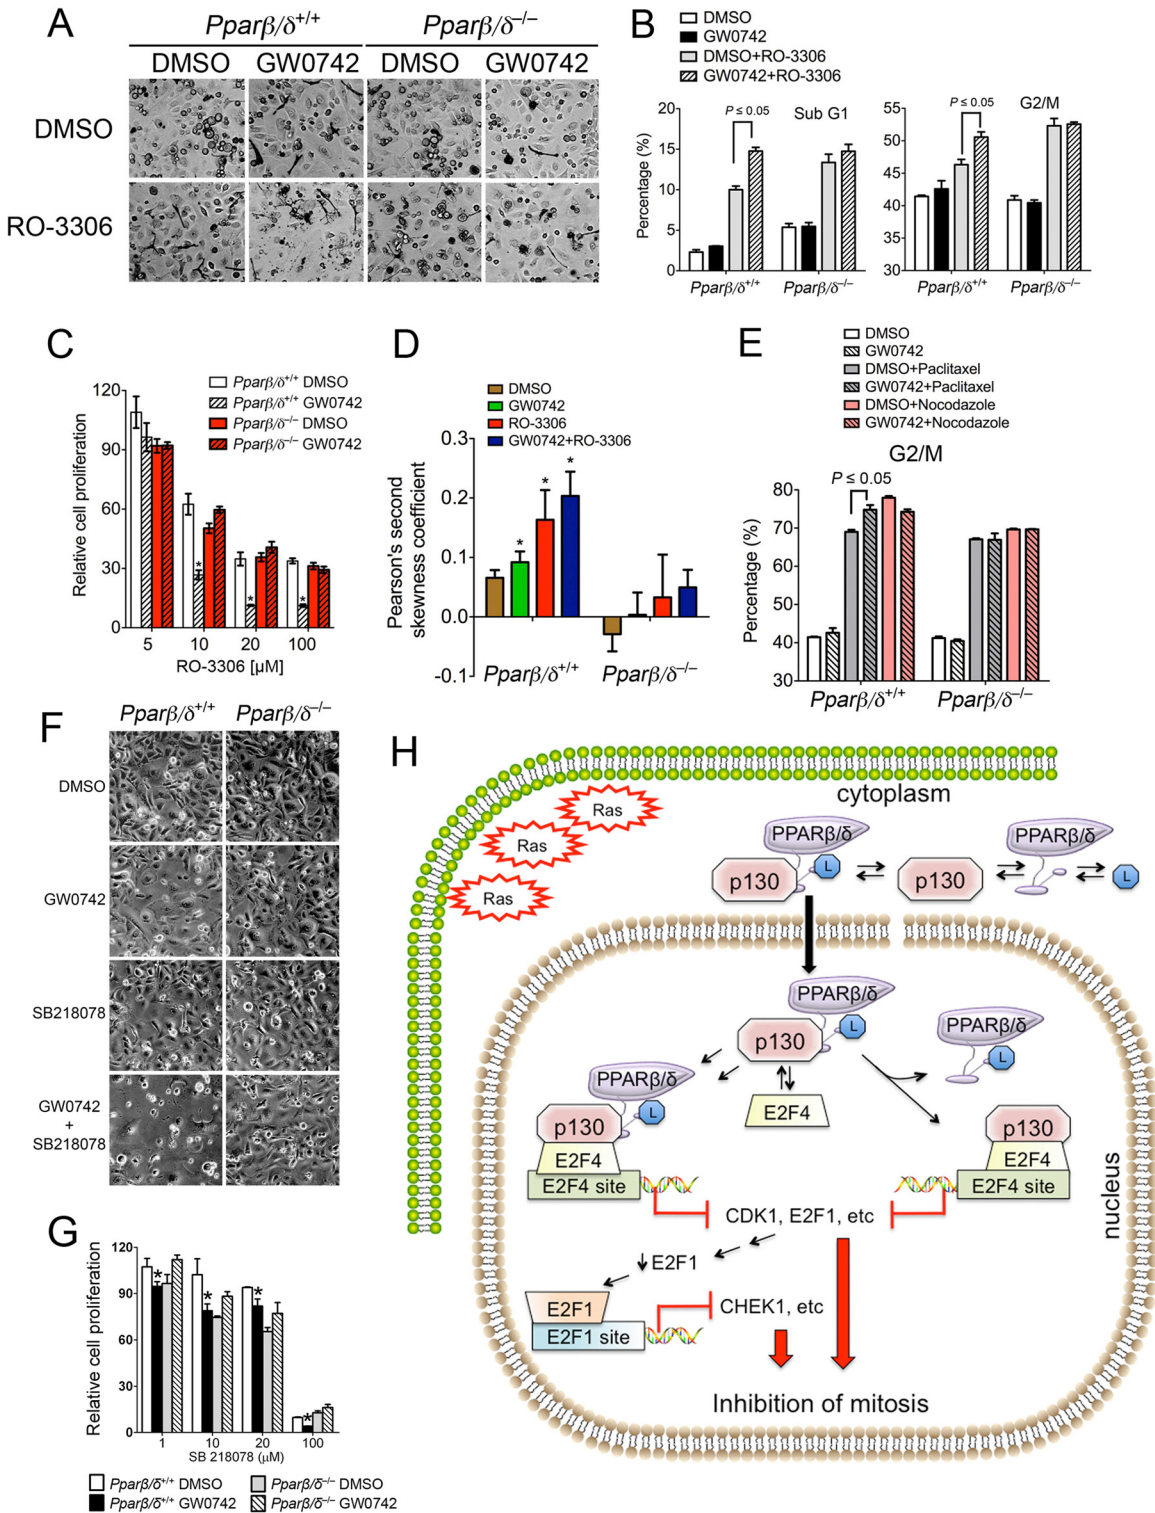 A
Pparβ/δ+/+
Pparβ/δ–/–
DMSO
GW0742
DMSO
GW0742
DMSO
RO-3306
B
DMSO
GW0742
DMSO+RO-3306
GW0742+RO-3306
P ≤ 0.05
Sub G1
Percentage (%)
20
15
10
5
0
Pparβ/δ+/+
Pparβ/δ–/–
P ≤ 0.05
G2/M
55
50
45
40
35
30
Pparβ/δ+/+
Pparβ/δ–/–
C
Pparβ/δ+/+ DMSO
Pparβ/δ+/+ GW0742
Pparβ/δ–/– DMSO
Pparβ/δ–/– GW0742
Relative cell proliferation
120
90
60
30
0
*
*
*
5
10
20
100
RO-3306 [µM]
D
DMSO
GW0742
RO-3306
GW0742+RO-3306
Pearson's second
skewness coefficient
0.3
0.2
0.1
0.0
-0.1
*
*
*
Pparβ/δ+/+
Pparβ/δ–/–
E
DMSO
GW0742
DMSO+Paclitaxel
GW0742+Paclitaxel
DMSO+Nocodazole
GW0742+Nocodazole
G2/M
P ≤ 0.05
Percentage (%)
80
70
60
50
40
30
Pparβ/δ+/+
Pparβ/δ–/–
F
Pparβ/δ+/+
Pparβ/δ–/–
DMSO
GW0742
SB218078
GW0742
+
SB218078
G
Relative cell proliferation
120
90
60
30
0
*
*
*
*
1
10
20
100
SB 218078 (µM)
Pparβ/δ+/+ DMSO
Pparβ/δ–/– DMSO
Pparβ/δ+/+ GW0742
Pparβ/δ–/– GW0742
H
cytoplasm
Ras
Ras
Ras
PPARβ/δ
L
p130
p130
PPARβ/δ
L
PPARβ/δ
L
p130
E2F4
PPARβ/δ
L
PPARβ/δ
L
p130
E2F4
E2F4 site
p130
E2F4
E2F4 site
CDK1, E2F1, etc
E2F1
E2F1
E2F1 site
CHEK1, etc
Inhibition of mitosis
nucleus